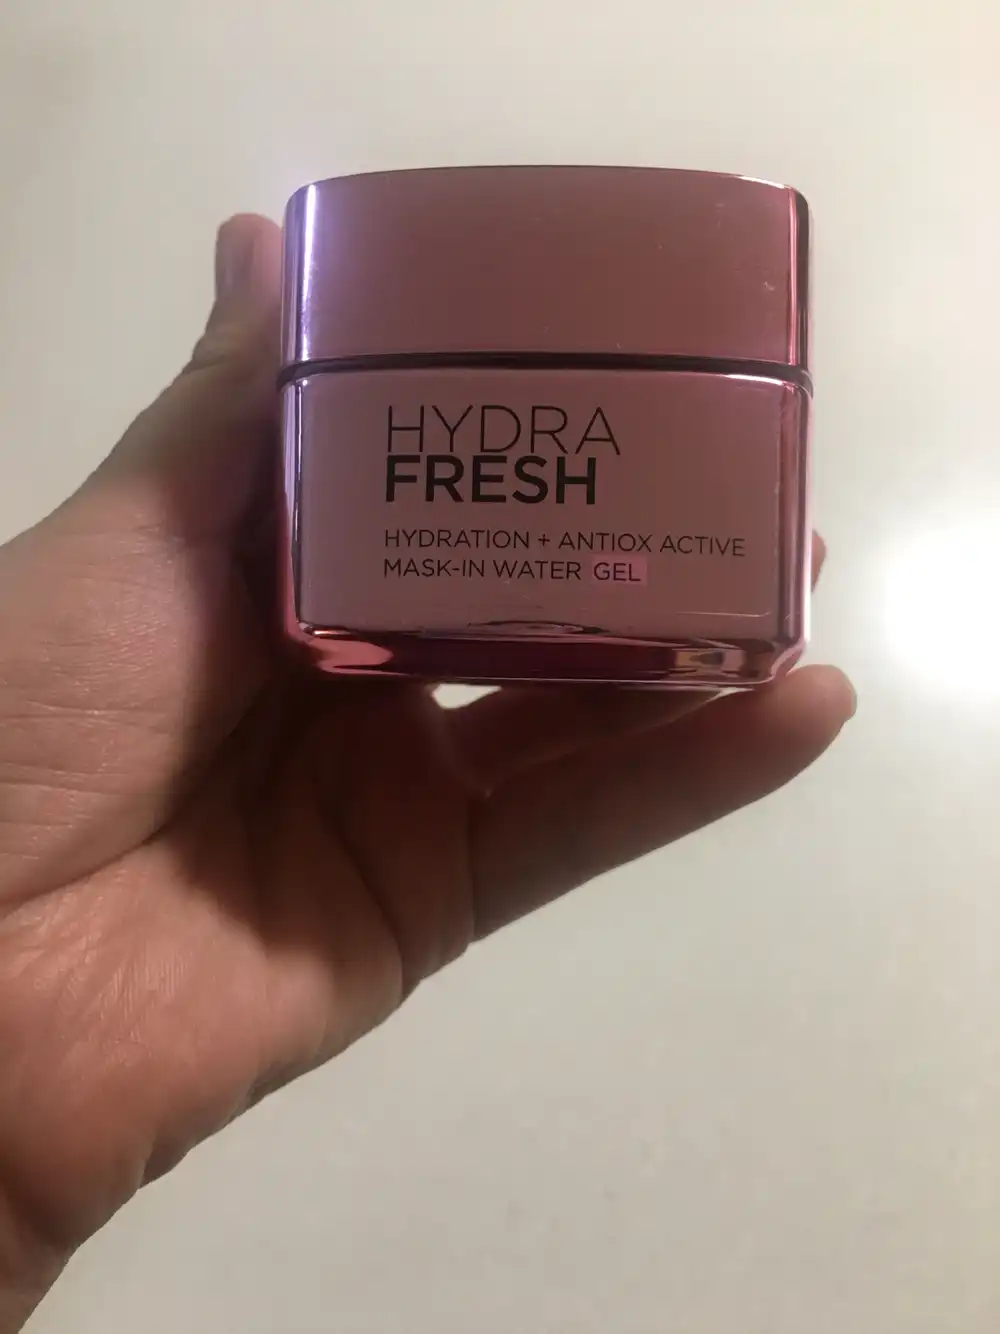 HYDRA
FRESH
HYDRATION + ANTIOX ACTIVE
MASK-IN WATER GEL